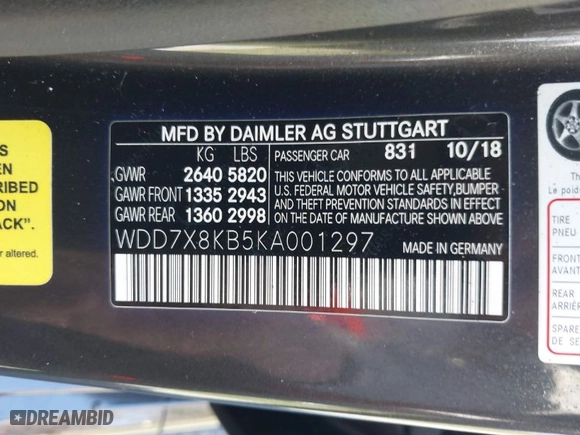 MFD BY DAIMLER AG STUTTGART
KG LBS
GVWR 2640 5820
GAWR FRONT 1335 2943
GAWR REAR 1360 2998
PASSENGER CAR 831 10/18
THIS VEHICLE CONFORMS TO ALL APPLICABLE
U.S. FEDERAL MOTOR VEHICLE SAFETY, BUMPER
AND THEFT PREVENTION STANDARDS IN EFFECT
ON THE DATE OF MANUFACTURE SHOWN ABOVE
WDD7X8KB5KA001297
MADE IN GERMANY
r altered.
Le poid
TIRE
PNEU
FRONT
AVANT
REAR
ARRIÈR
SPARE
DE SE
DREAMBID